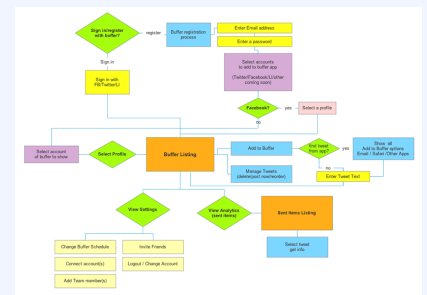 Sign in/register
with buffer?
register
Buffer registration
process
Enter Email address
Enter a password
Sign in
Select accounts
to add to buffer app
(Twitter/Facebook/LI/other
coming soon)
Sign in with
FB/Twitter/LI
Facebook?
yes
Select a profile
no
Select account
of buffer to show
Select Profile
Buffer Listing
Add to Buffer
first tweet
from app?
yes
Show all
Add to Buffer options
Email / Safari /Other Apps
no
Manage Tweets
(delete/post now/reorder)
Enter Tweet Text
View Settings
View Analytics
(sent items)
Sent Items Listing
Change Buffer Schedule
Invite Friends
Select tweet
get info.
Connect account(s)
Logout / Change Account
Add Team member(s)